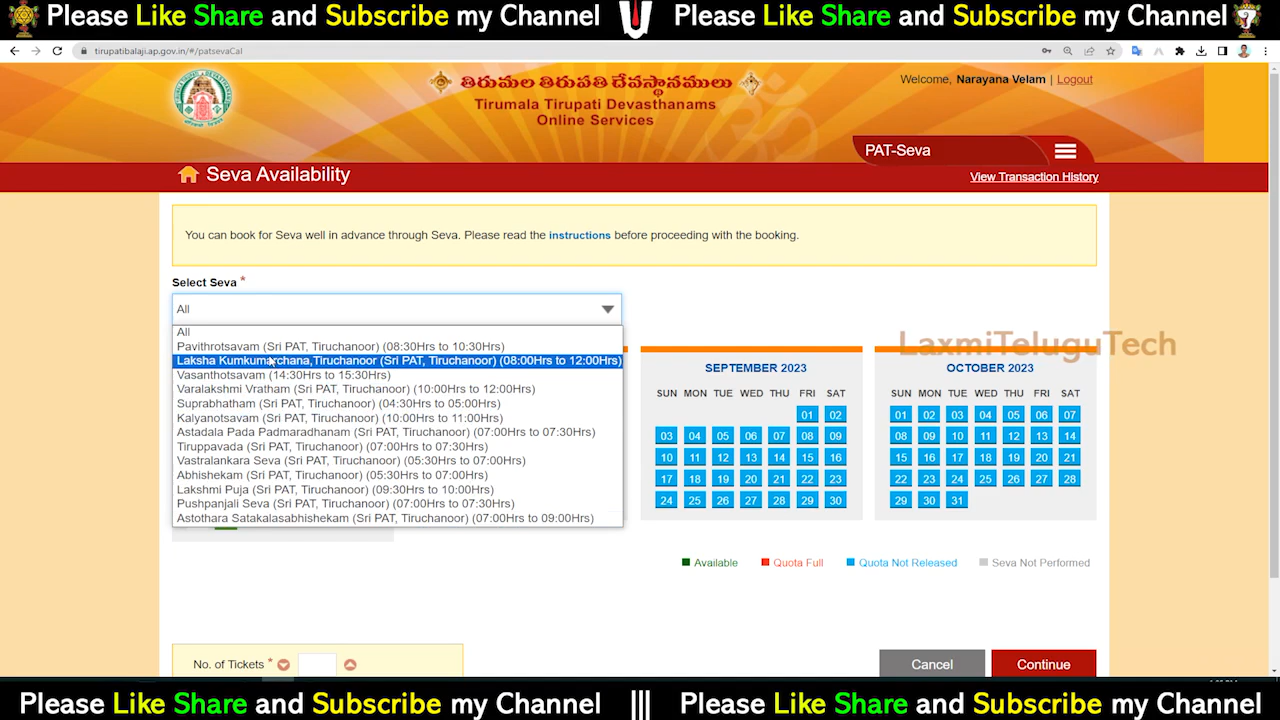 Please Like Share and Subscribe my Channel
Please Like Share and Subscribe my Channel
tirupatibalaji.ap.gov.in/#/patsevaCal
తిరుమల తిరుపతి దేవస్థానములు
Tirumala Tirupati Devasthanams
Online Services
Welcome, Narayana Velam | Logout
PAT-Seva
Seva Availability
View Transaction History
You can book for Seva well in advance through Seva. Please read the instructions before proceeding with the booking.
Select Seva *
All
All
Pavithrotsavam (Sri PAT, Tiruchanoor) (08:30Hrs to 10:30Hrs)
Laksha Kumkumarchana,Tiruchanoor (Sri PAT, Tiruchanoor) (08:00Hrs to 12:00Hrs)
Vasanthotsavam (14:30Hrs to 15:30Hrs)
Varalakshmi Vratham (Sri PAT, Tiruchanoor) (10:00Hrs to 12:00Hrs)
Suprabhatham (Sri PAT, Tiruchanoor) (04:30Hrs to 05:00Hrs)
Kalyanotsavam (Sri PAT, Tiruchanoor) (10:00Hrs to 11:00Hrs)
Astadala Pada Padmaradhanam (Sri PAT, Tiruchanoor) (07:00Hrs to 07:30Hrs)
Tiruppavada (Sri PAT, Tiruchanoor) (07:00Hrs to 07:30Hrs)
Vastralankara Seva (Sri PAT, Tiruchanoor) (05:30Hrs to 07:00Hrs)
Abhishekam (Sri PAT, Tiruchanoor) (05:30Hrs to 07:00Hrs)
Lakshmi Puja (Sri PAT, Tiruchanoor) (09:30Hrs to 10:00Hrs)
Pushpanjali Seva (Sri PAT, Tiruchanoor) (07:00Hrs to 07:30Hrs)
Astothara Satakalasabhishekam (Sri PAT, Tiruchanoor) (07:00Hrs to 09:00Hrs)
LaxmiTeluguTech
SEPTEMBER 2023
SUN MON TUE WED THU FRI SAT
01 02
03 04 05 06 07 08 09
10 11 12 13 14 15 16
17 18 19 20 21 22 23
24 25 26 27 28 29 30
OCTOBER 2023
SUN MON TUE WED THU FRI SAT
01 02 03 04 05 06 07
08 09 10 11 12 13 14
15 16 17 18 19 20 21
22 23 24 25 26 27 28
29 30 31
Available Quota Full Quota Not Released Seva Not Performed
No. of Tickets *
Cancel Continue
Please Like Share and Subscribe my Channel ||| Please Like Share and Subscribe my Channel